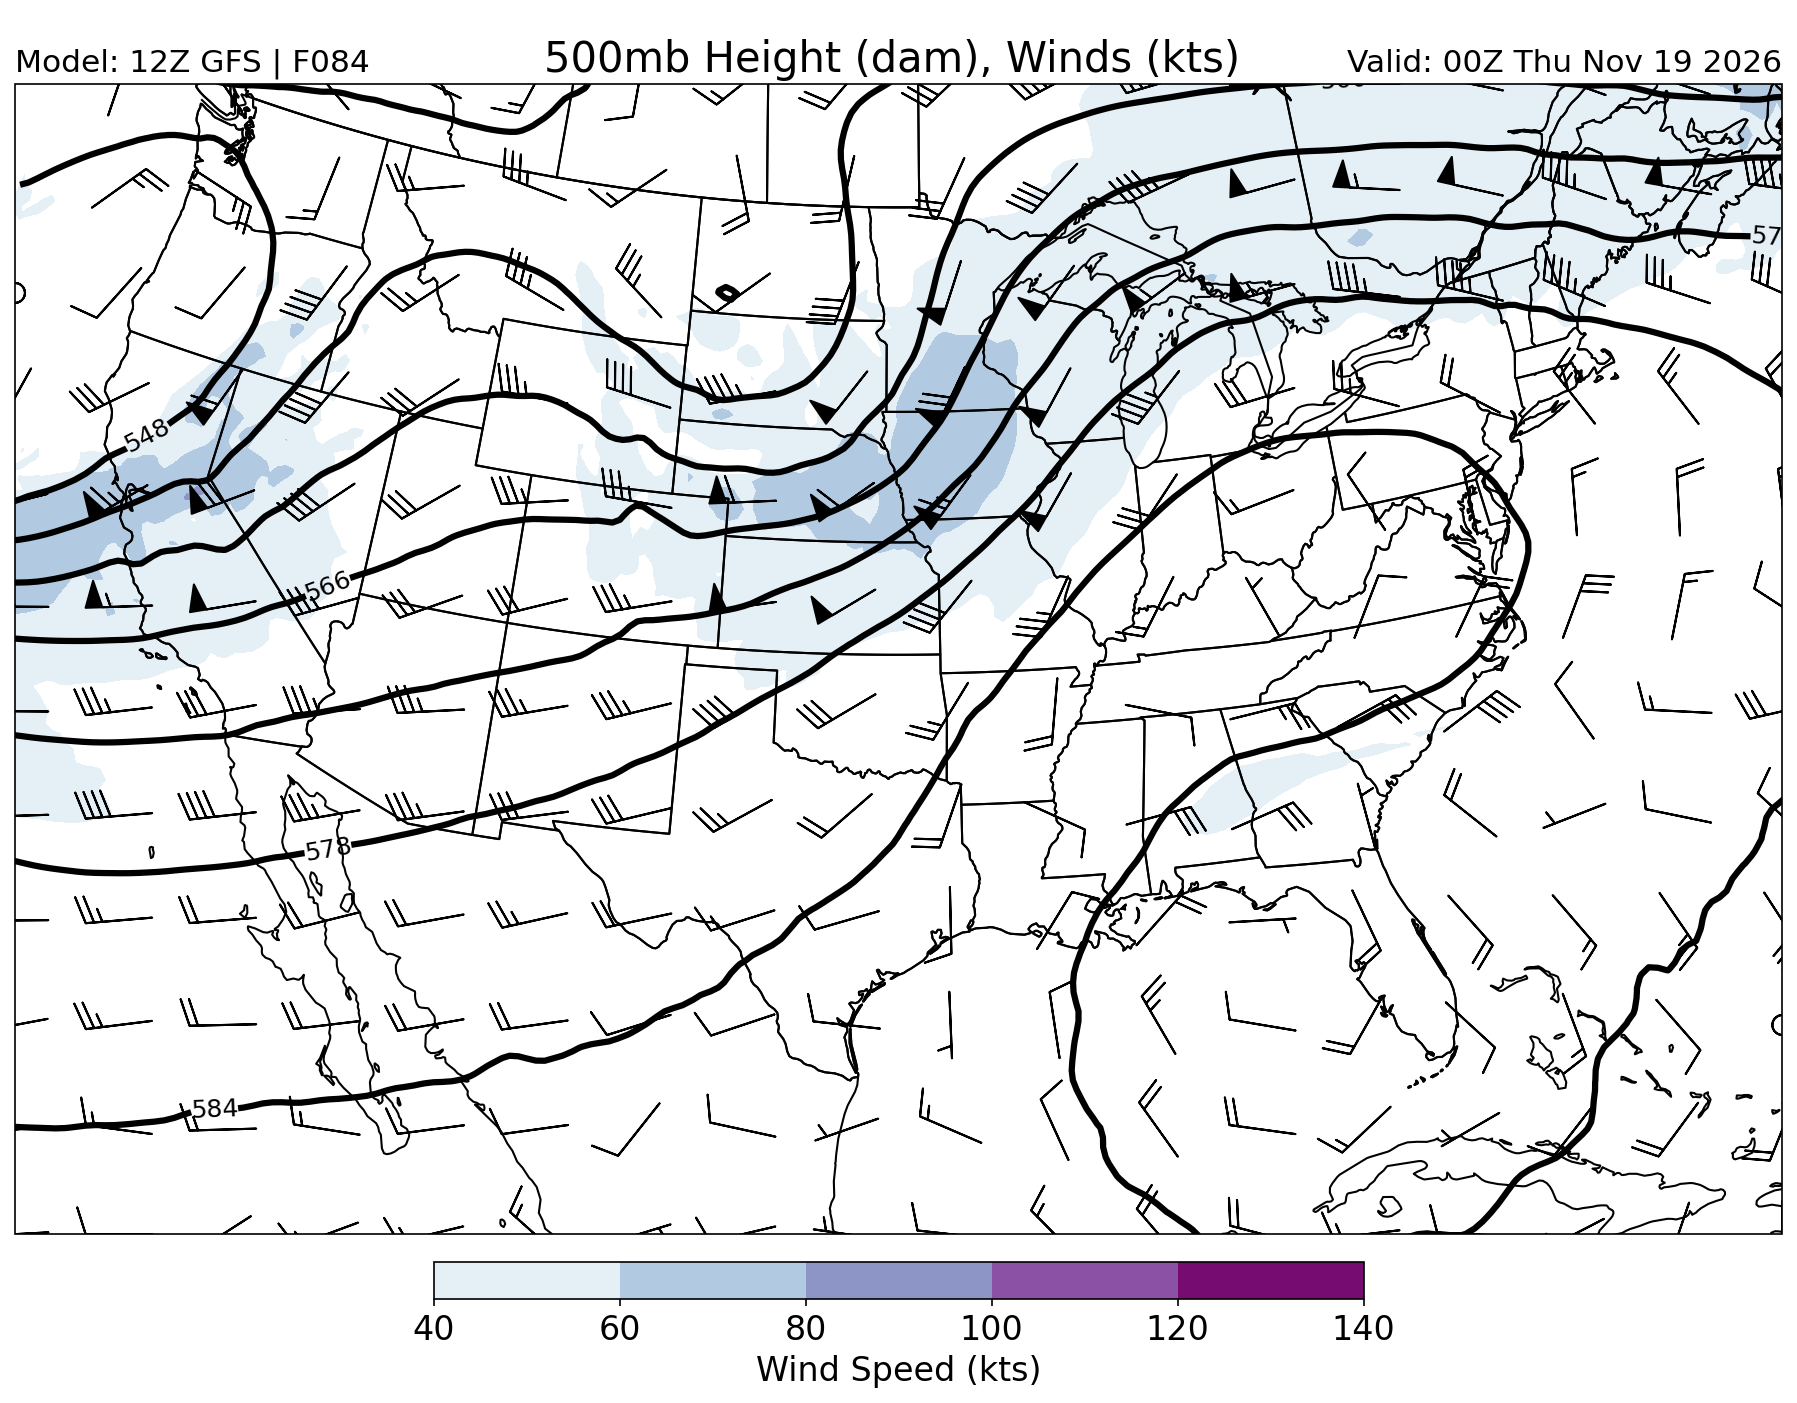 Model: 12Z GFS | F084
500mb Height (dam), Winds (kts)
Valid: 00Z Thu Nov 19 2026
57
548
566
578
584
40 60 80 100 120 140
Wind Speed (kts)